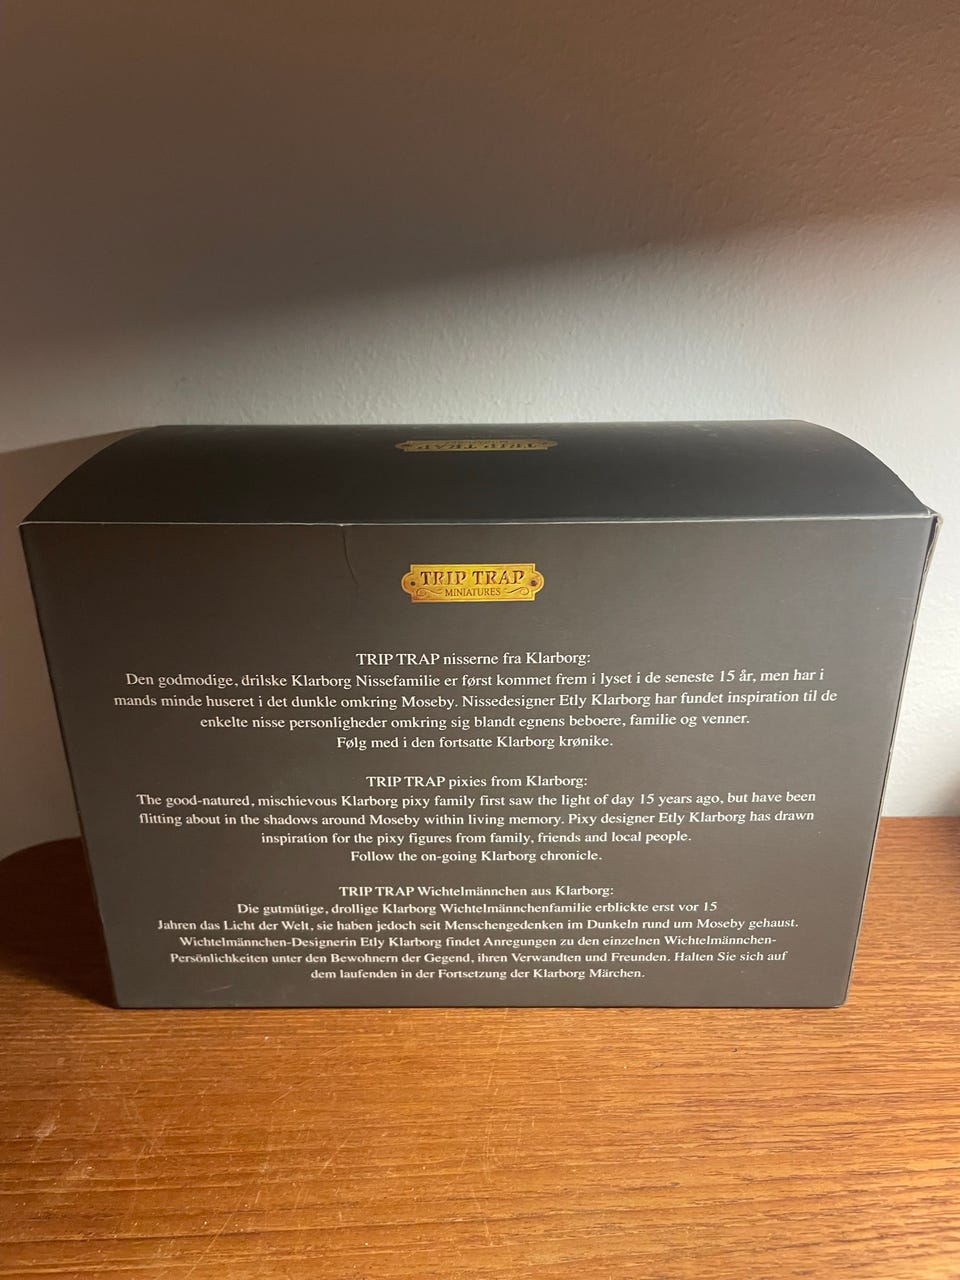 TRIP TRAP
TRIP TRAP
MINIATURES
TRIP TRAP nisserne fra Klarborg:
Den godmodige, drilske Klarborg Nissefamilie er først kommet frem i lyset i de seneste 15 år, men har i
mands minde huseret i det dunkle omkring Moseby. Nissedesigner Etly Klarborg har fundet inspiration til de
enkelte nisse personligheder omkring sig blandt egnens beboere, familie og venner.
Følg med i den fortsatte Klarborg krønike.
TRIP TRAP pixies from Klarborg:
The good-natured, mischievous Klarborg pixy family first saw the light of day 15 years ago, but have been
flitting about in the shadows around Moseby within living memory. Pixy designer Etly Klarborg has drawn
inspiration for the pixy figures from family, friends and local people.
Follow the on-going Klarborg chronicle.
TRIP TRAP Wichtelmännchen aus Klarborg:
Die gutmütige, drollige Klarborg Wichtelmännchenfamilie erblickte erst vor 15
Jahren das Licht der Welt, sie haben jedoch seit Menschengedenken im Dunkeln rund um Moseby gehaust.
Wichtelmännchen-Designerin Etly Klarborg findet Anregungen zu den einzelnen Wichtelmännchen-
Persönlichkeiten unter den Bewohnern der Gegend, ihren Verwandten und Freunden. Halten Sie sich auf
dem laufenden in der Fortsetzung der Klarborg Märchen.